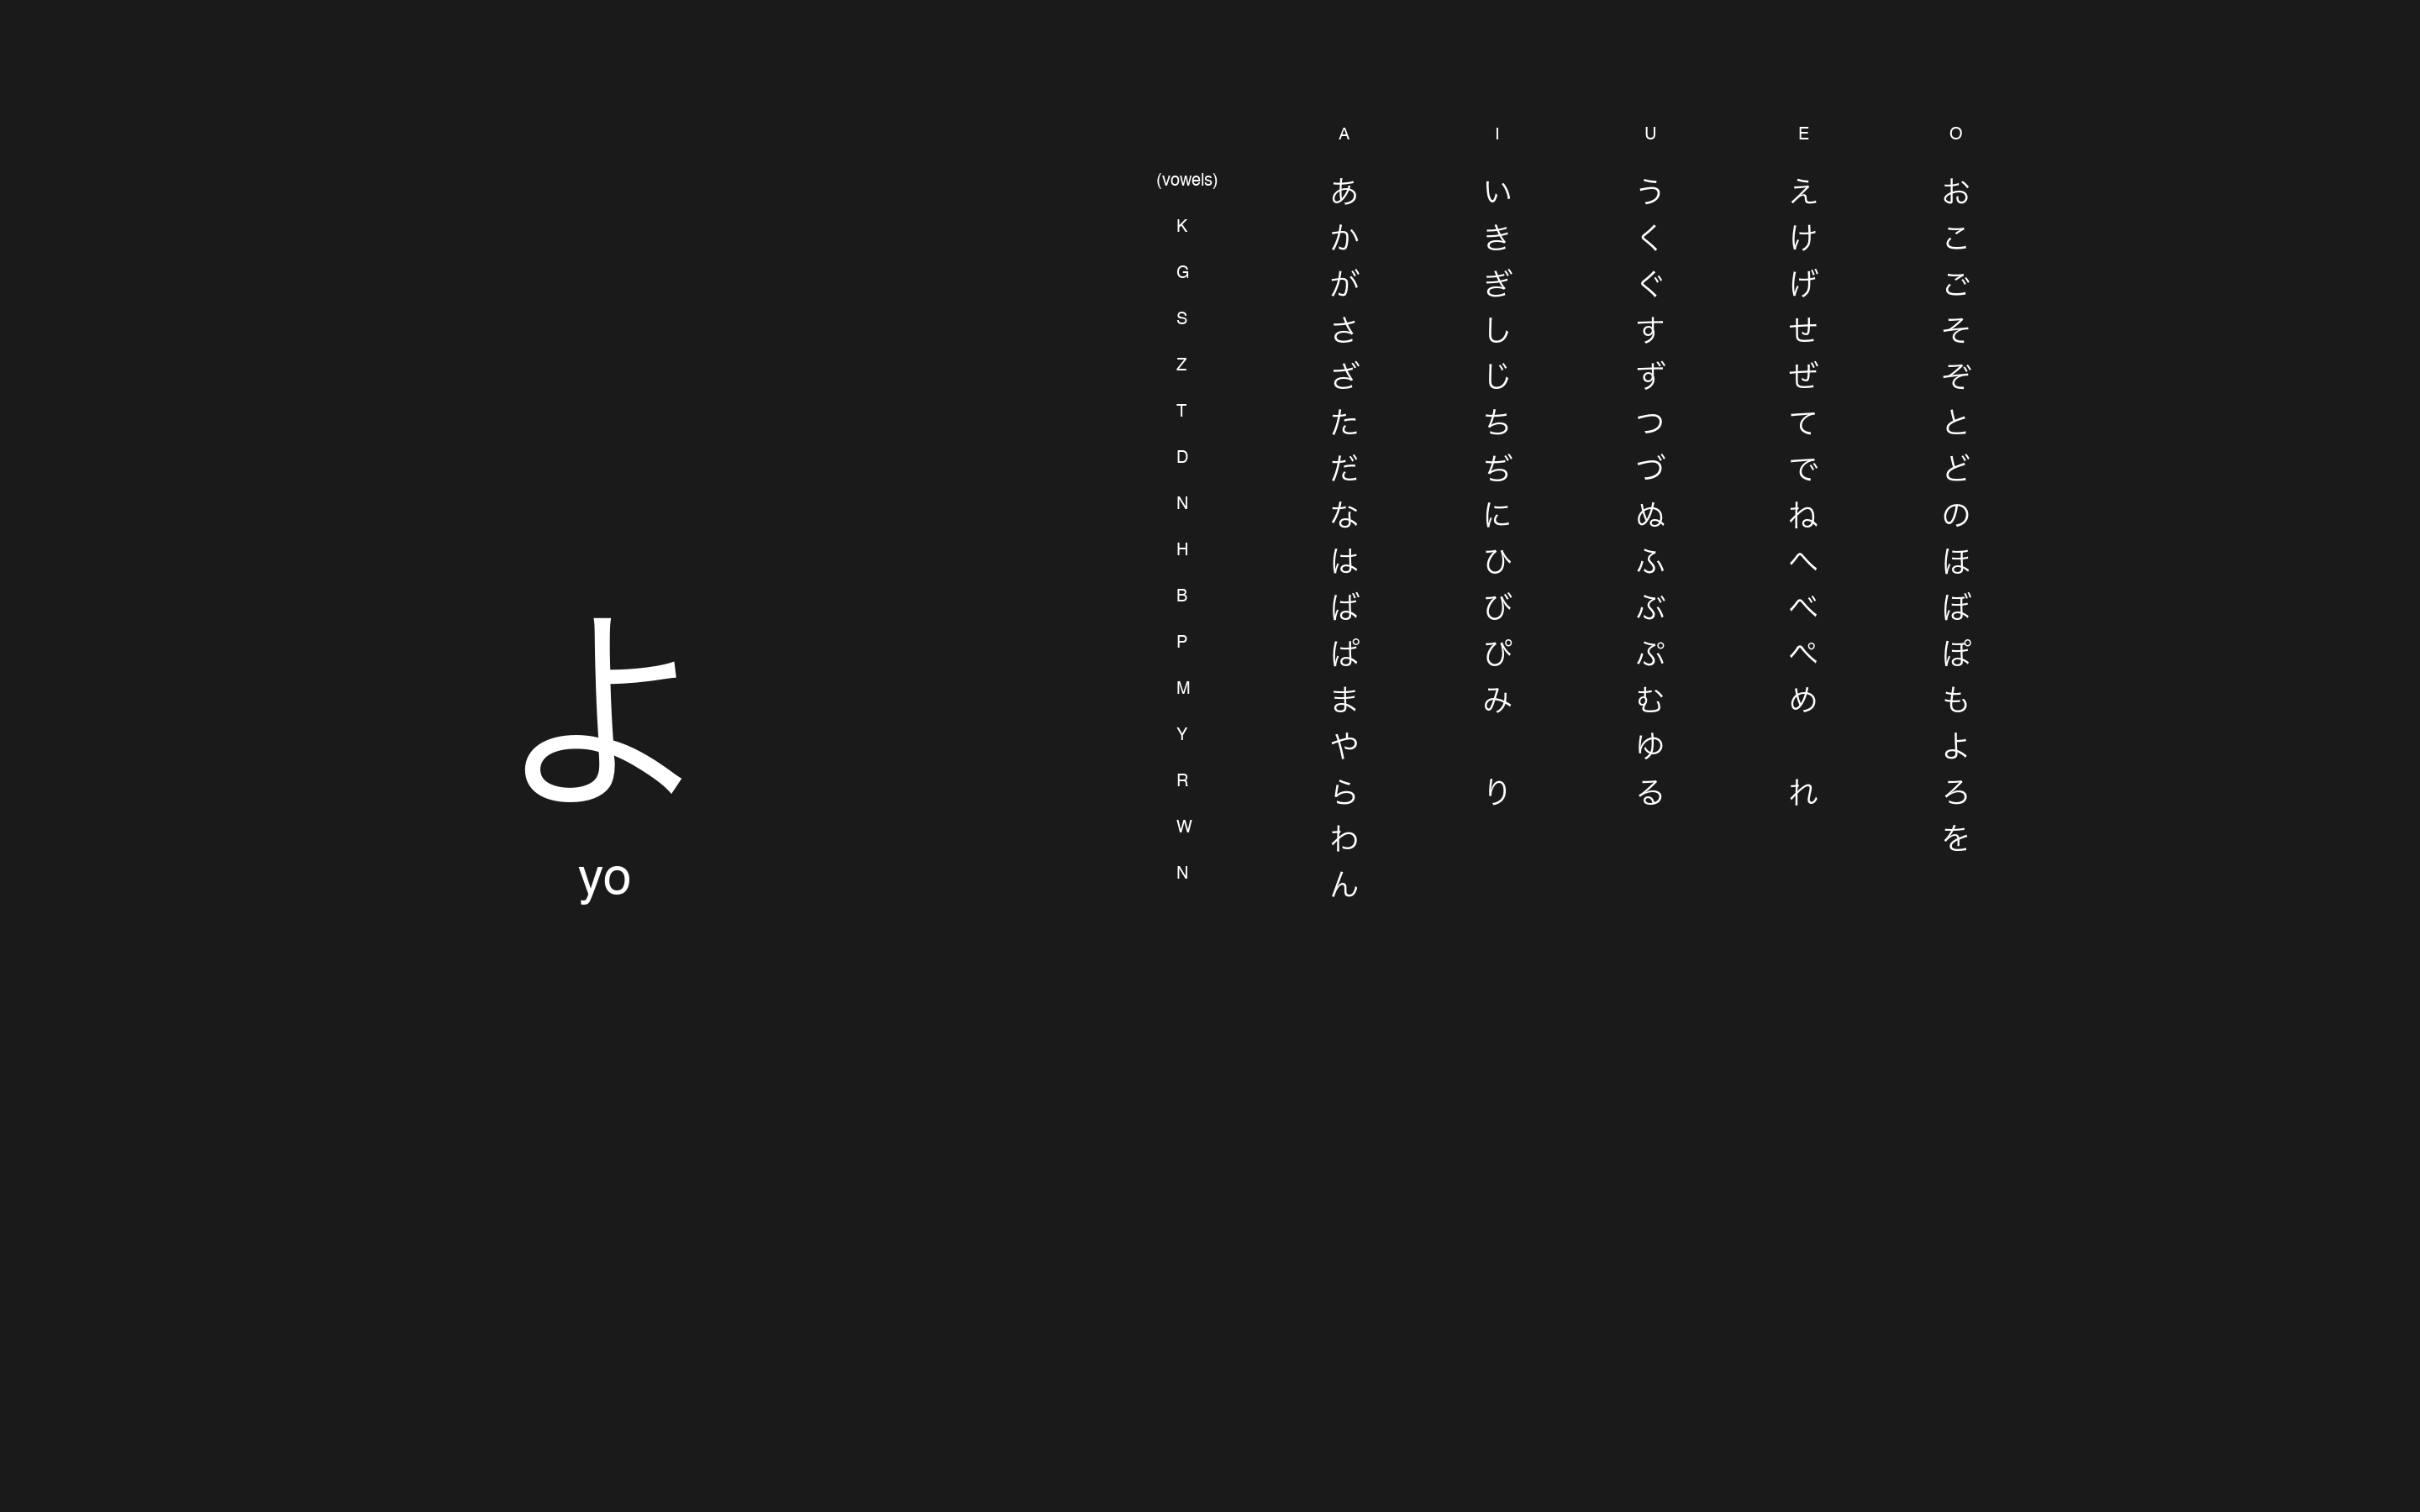 よ
yo
A I U E O
(vowels) あ い う え お
K か き く け こ
G が ぎ ぐ げ ご
S さ し す せ そ
Z ざ じ ず ぜ ぞ
T た ち つ て と
D だ ぢ づ で ど
N な に ぬ ね の
H は ひ ふ へ ほ
B ば び ぶ べ ぼ
P ぱ ぴ ぷ ぺ ぽ
M ま み む め も
Y や ゆ よ
R ら り る れ ろ
W わ を
N ん